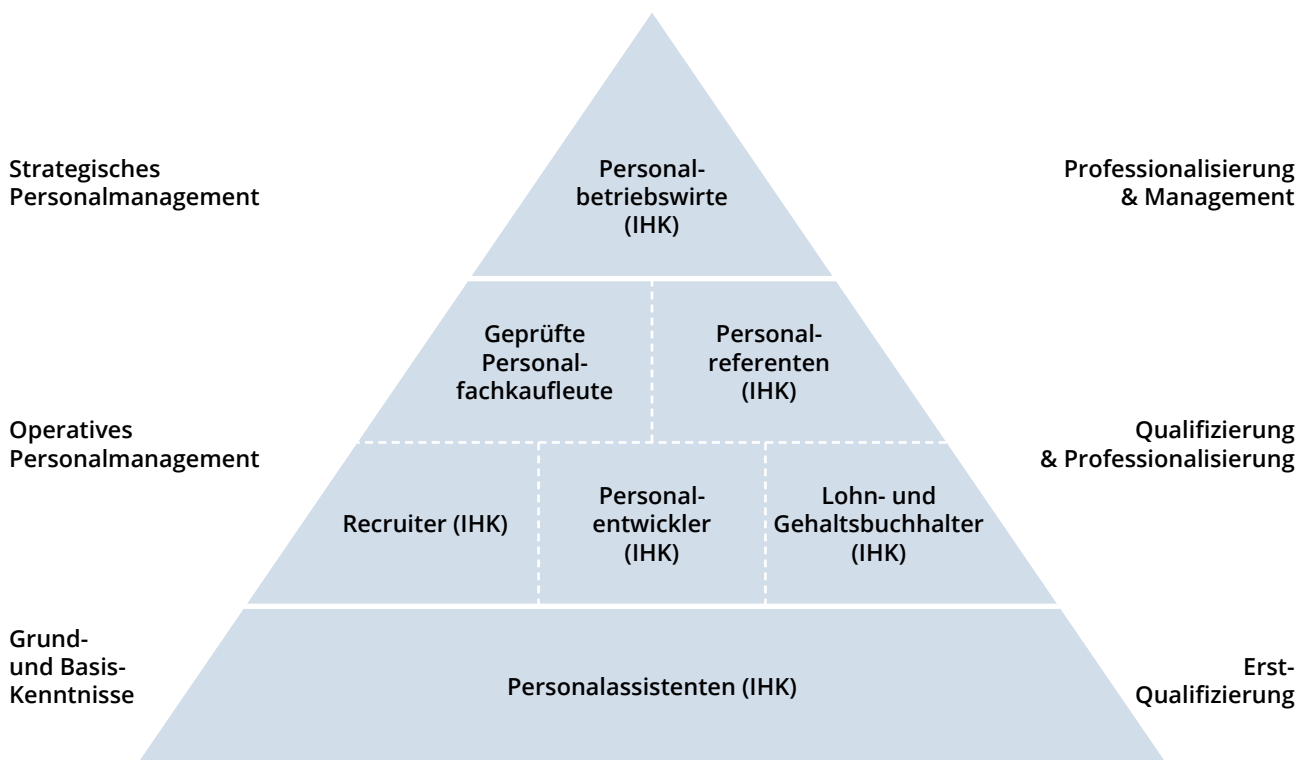 Strategisches
Personalmanagement
Personal-
betriebswirte
(IHK)
Professionalisierung
& Management
Geprüfte
Personal-
fachkaufleute
Personal-
referenten
(IHK)
Operatives
Personalmanagement
Qualifizierung
& Professionalisierung
Recruiter (IHK)
Personal-
entwickler
(IHK)
Lohn- und
Gehaltsbuchhalter
(IHK)
Grund-
und Basis-
Kenntnisse
Personalassistenten (IHK)
Erst-
Qualifizierung